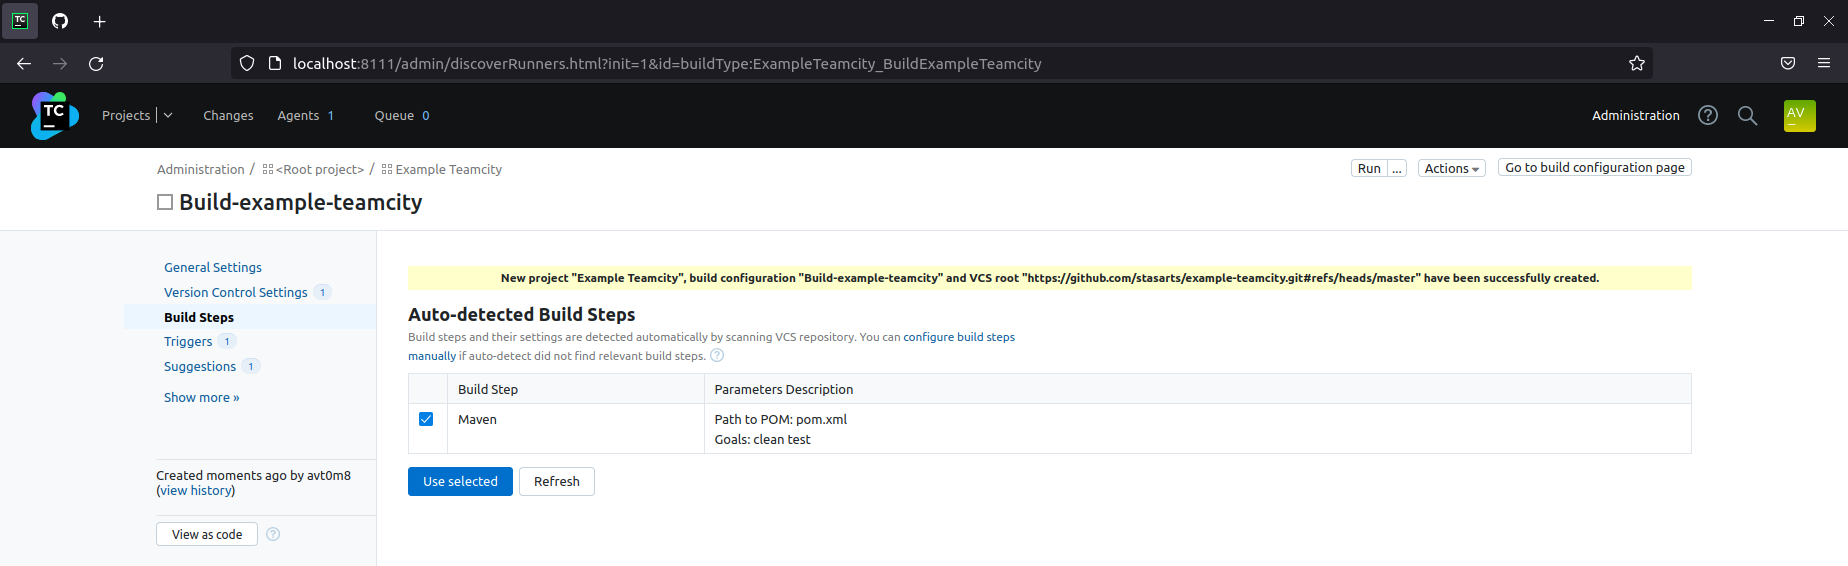 TC
localhost:8111/admin/discoverRunners.html?init=1&id=buildType:ExampleTeamcity_BuildExampleTeamcity
TC
Projects
Changes
Agents 1
Queue 0
Administration
AV
Administration / <Root project> / Example Teamcity
Run ...
Actions
Go to build configuration page
Build-example-teamcity
General Settings
Version Control Settings 1
Build Steps
Triggers 1
Suggestions 1
Show more »
Created moments ago by avt0m8
(view history)
View as code ?
New project "Example Teamcity", build configuration "Build-example-teamcity" and VCS root "https://github.com/stasarts/example-teamcity.git#refs/heads/master" have been successfully created.
Auto-detected Build Steps
Build steps and their settings are detected automatically by scanning VCS repository. You can configure build steps
manually if auto-detect did not find relevant build steps. ?
Build Step Parameters Description
Maven Path to POM: pom.xml
Goals: clean test
Use selected Refresh